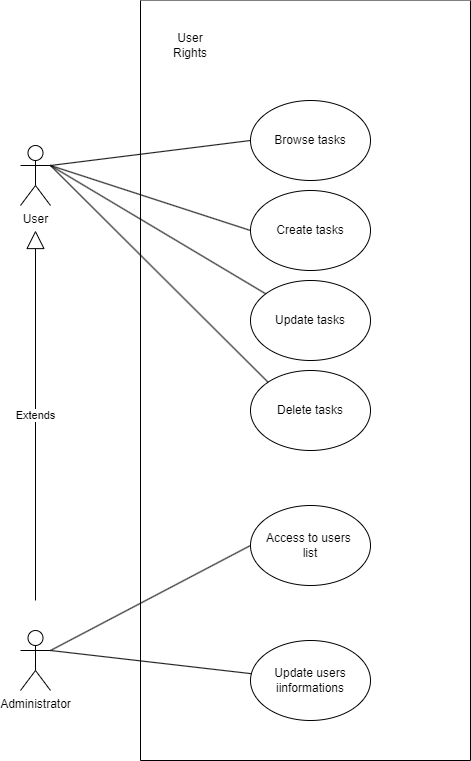 User
Rights
Browse tasks
User
Create tasks
Update tasks
Delete tasks
Extends
Access to users
list
Administrator
Update users
iinformations